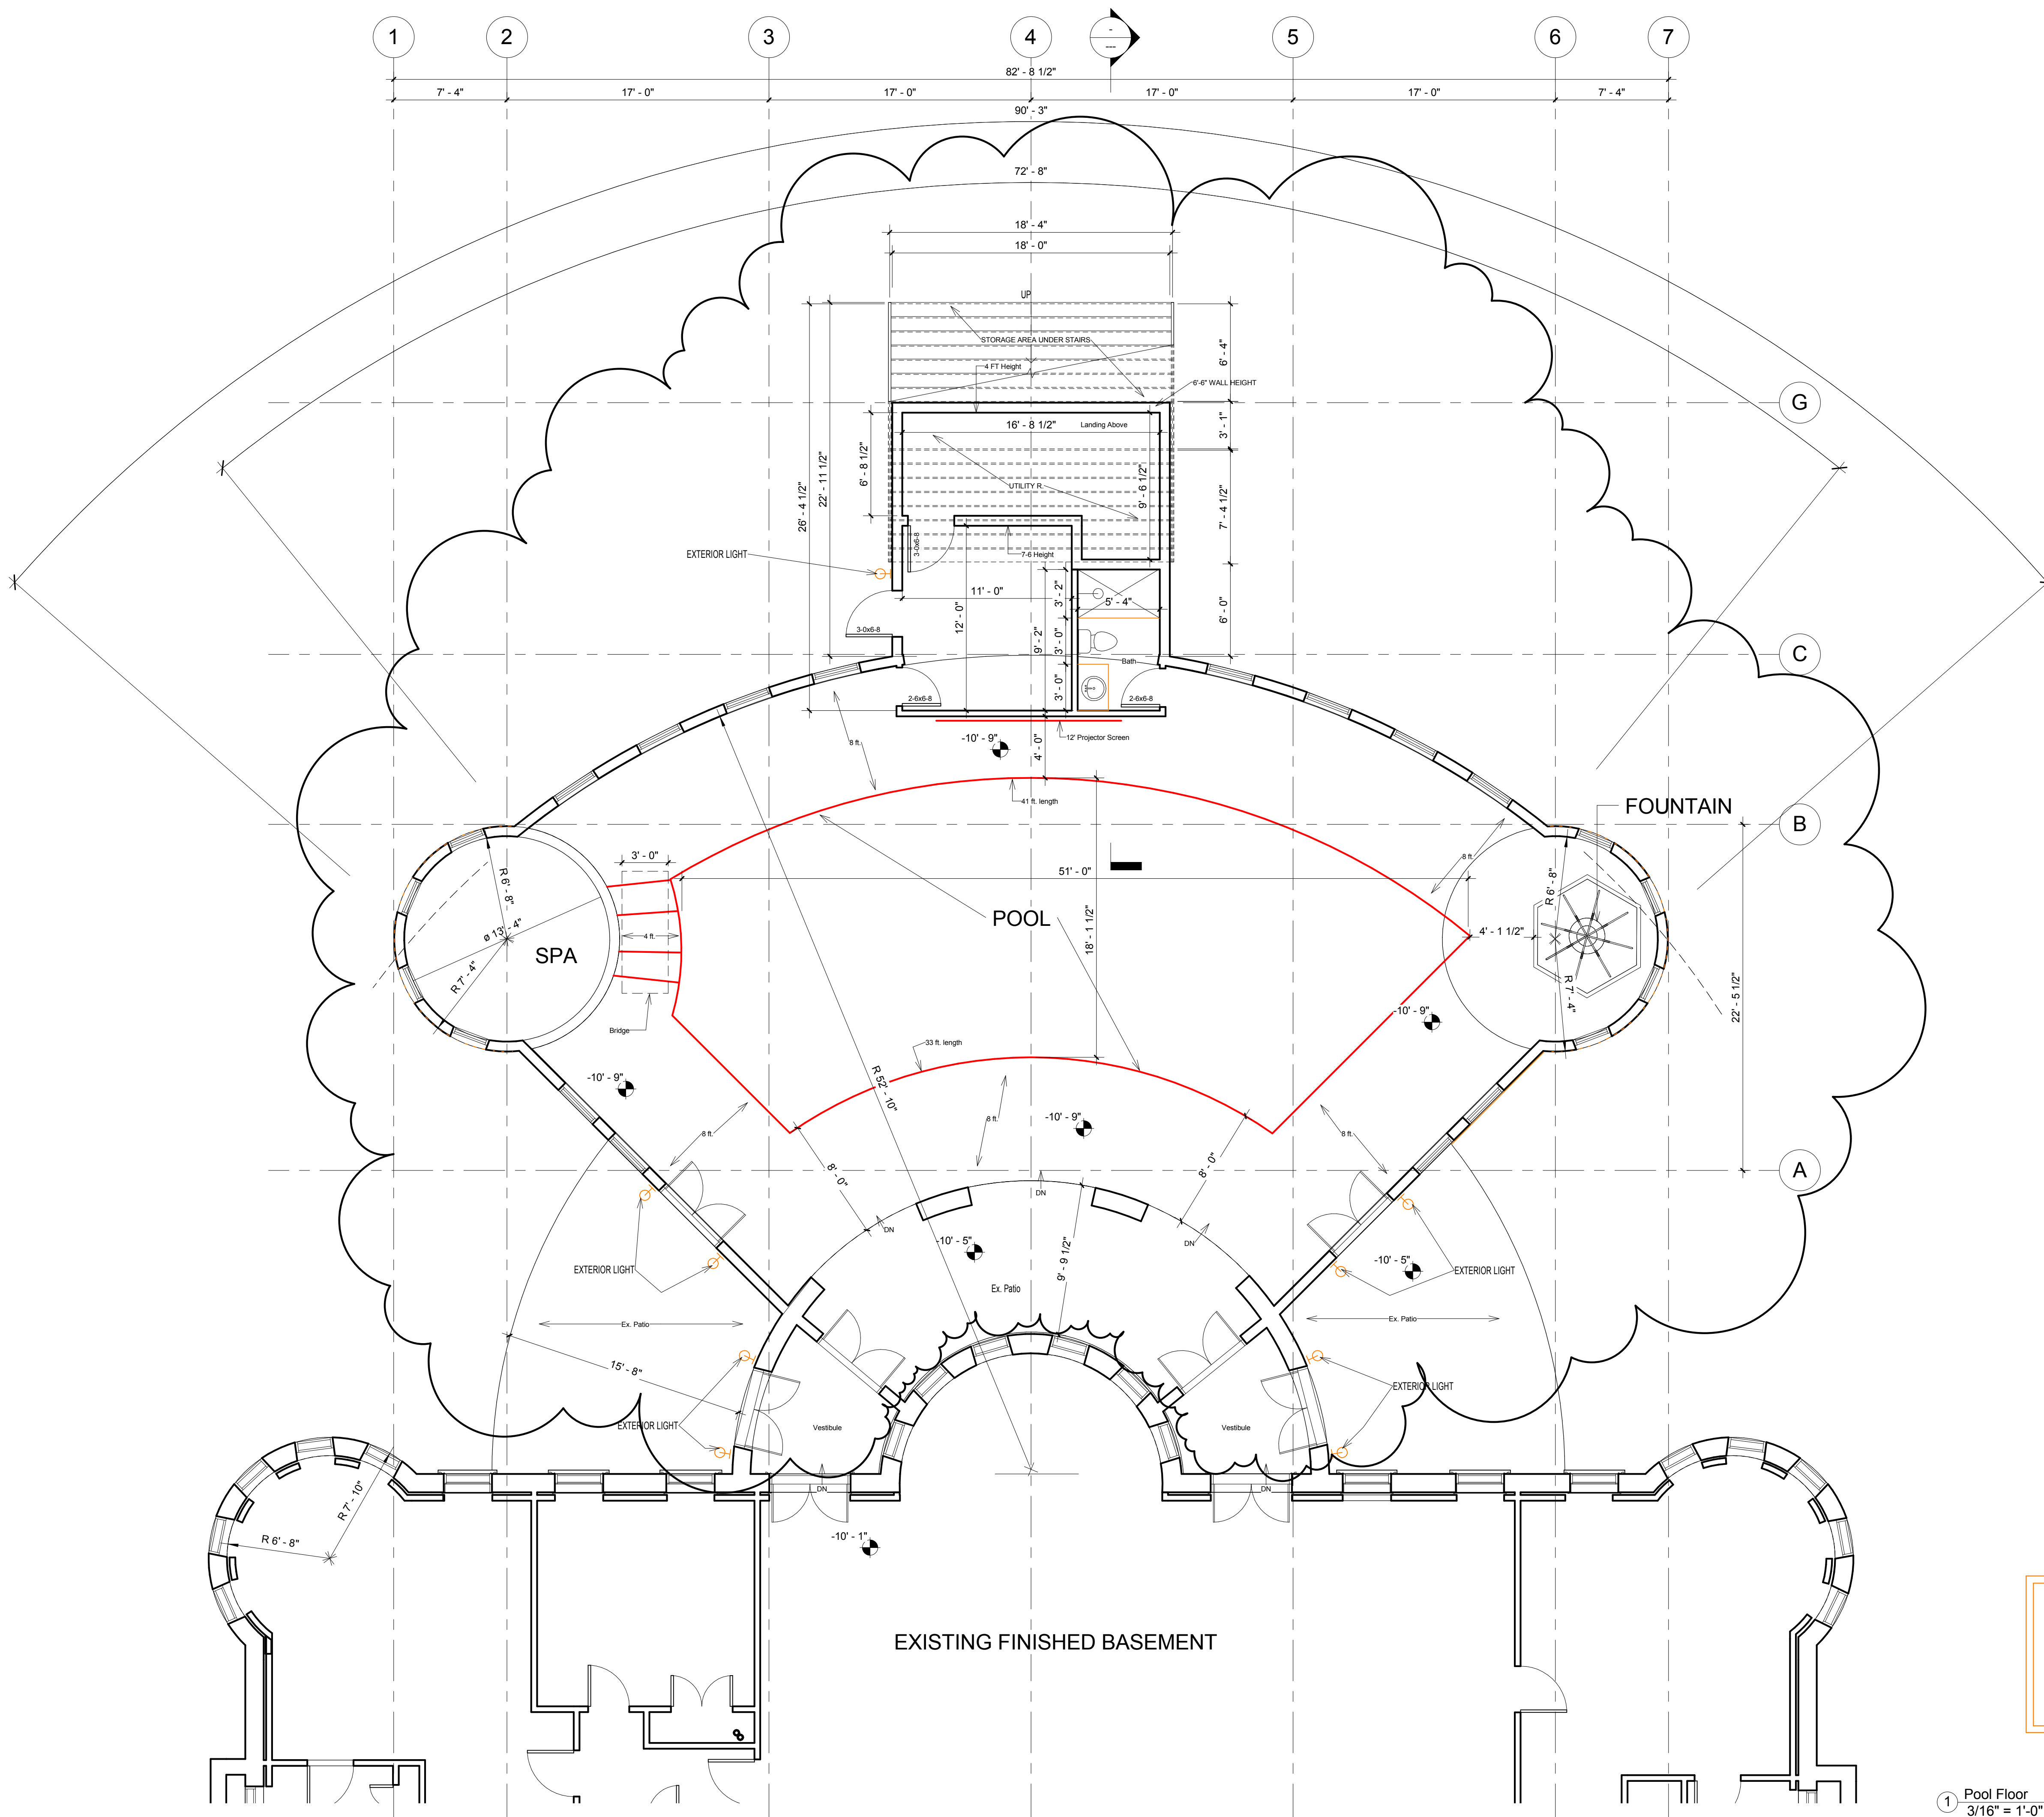 1
2
3
4
-
---
5
6
7
82' - 8 1/2"
7' - 4"
17' - 0"
17' - 0"
17' - 0"
17' - 0"
7' - 4"
90' - 3"
72' - 8"
18' - 4"
18' - 0"
UP
STORAGE AREA UNDER STAIRS
4 FT Height
6'-6" WALL HEIGHT
6' - 4"
G
16' - 8 1/2"
Landing Above
3' - 1"
6' - 8 1/2"
22' - 11 1/2"
26' - 4 1/2"
UTILITY R.
9' - 6 1/2"
7' - 4 1/2"
EXTERIOR LIGHT
3-0x6-8
7-6 Height
11' - 0"
3' - 2"
5' - 4"
12' - 0"
6' - 0"
3-0x6-8
9' - 2"
3' - 0"
Bath
C
3' - 0"
2-6x6-8
2-6x6-8
-10' - 9"
12' Projector Screen
8 ft.
4' - 0"
41 ft. length
FOUNTAIN
B
3' - 0"
8 ft.
51' - 0"
R 6' - 8"
R 6' - 8"
POOL
18' - 1 1/2"
ø 13' - 4"
4 ft.
4' - 1 1/2"
SPA
R 7' - 4"
R 7' - 4"
22' - 5 1/2"
-10' - 9"
Bridge
33 ft. length
R 52' - 10"
-10' - 9"
8 ft.
8 ft.
-10' - 9"
8 ft.
8' - 0"
8' - 0"
A
DN
DN
DN
-10' - 5"
9' - 9 1/2"
-10' - 5"
EXTERIOR LIGHT
EXTERIOR LIGHT
Ex. Patio
Ex. Patio
Ex. Patio
15' - 8"
EXTERIOR LIGHT
EXTERIOR LIGHT
Vestibule
Vestibule
DN
DN
R 7' - 10"
R 6' - 8"
-10' - 1"
EXISTING FINISHED BASEMENT
1
Pool Floor
3/16" = 1'-0"